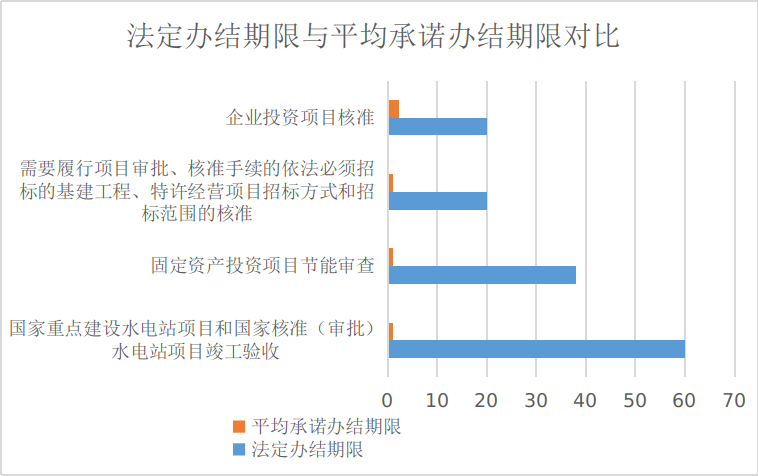 法定办结期限与平均承诺办结期限对比
企业投资项目核准
需要履行项目审批、核准手续的依法必须招
标的基建工程、特许经营项目招标方式和招
标范围的核准
固定资产投资项目节能审查
国家重点建设水电站项目和国家核准（审批）
水电站项目竣工验收
0 10 20 30 40 50 60 70
平均承诺办结期限
法定办结期限